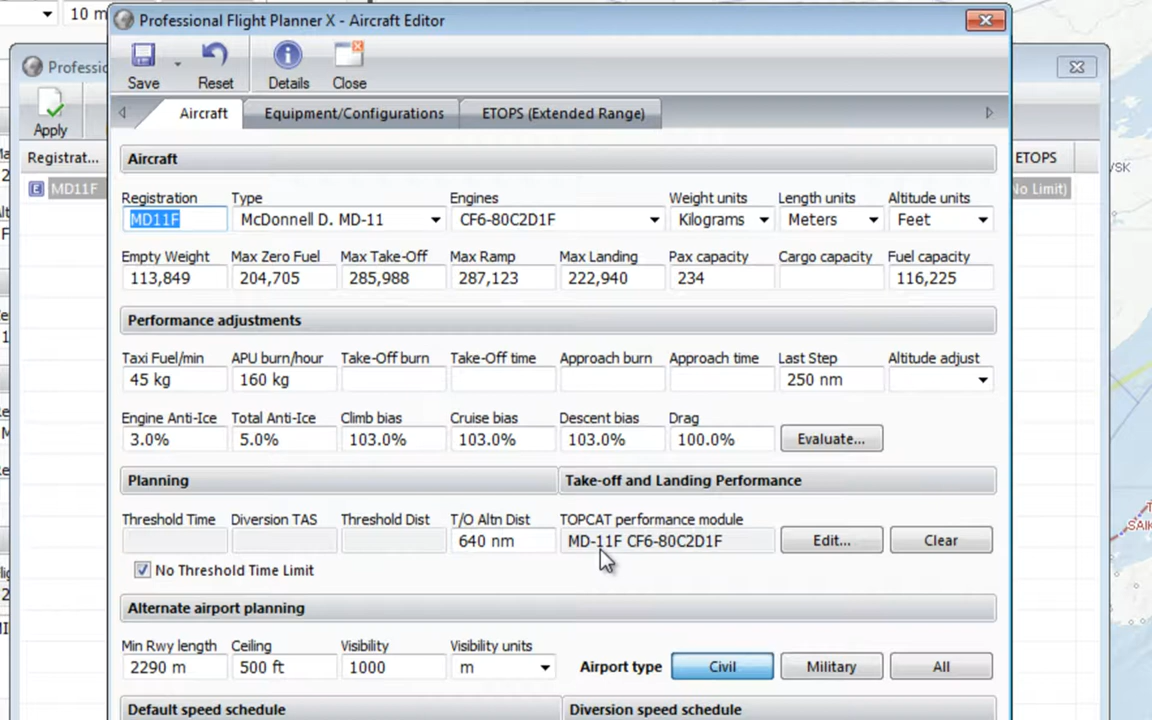 10 m
Professional Flight Planner X - Aircraft Editor
Professio
Save
Reset
Details
Close
Apply
Aircraft
Equipment/Configurations
ETOPS (Extended Range)
Registrat...
ETOPS
MD11F
No Limit)
VSK
Aircraft
Registration
Type
Engines
Weight units
Length units
Altitude units
MD11F
McDonnell D. MD-11
CF6-80C2D1F
Kilograms
Meters
Feet
Empty Weight
Max Zero Fuel
Max Take-Off
Max Ramp
Max Landing
Pax capacity
Cargo capacity
Fuel capacity
113,849
204,705
285,988
287,123
222,940
234
116,225
Performance adjustments
Taxi Fuel/min
APU burn/hour
Take-Off burn
Take-Off time
Approach burn
Approach time
Last Step
Altitude adjust
45 kg
160 kg
250 nm
Engine Anti-Ice
Total Anti-Ice
Climb bias
Cruise bias
Descent bias
Drag
3.0%
5.0%
103.0%
103.0%
103.0%
100.0%
Evaluate...
Planning
Take-off and Landing Performance
Threshold Time
Diversion TAS
Threshold Dist
T/O Altn Dist
TOPCAT performance module
640 nm
MD-11F CF6-80C2D1F
Edit...
Clear
No Threshold Time Limit
SAIK
Alternate airport planning
Min Rwy length
Ceiling
Visibility
Visibility units
Airport type
Civil
Military
All
2290 m
500 ft
1000
m
Default speed schedule
Diversion speed schedule